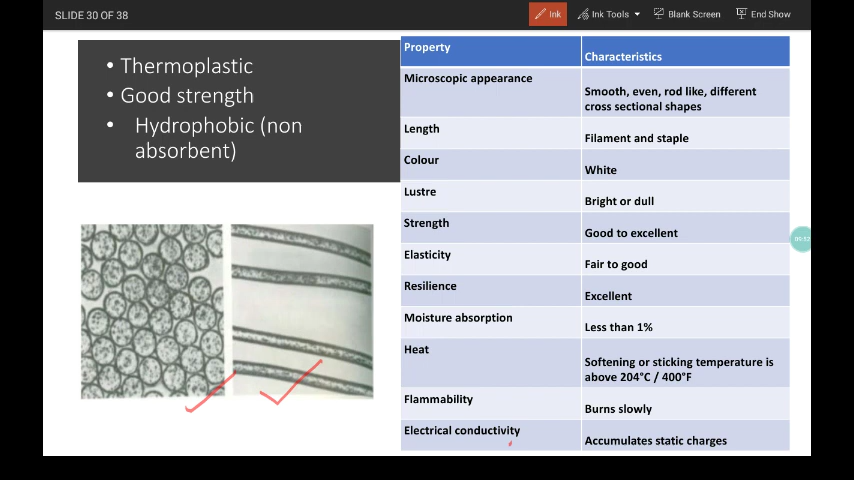 SLIDE 30 OF 38
Ink
Ink Tools
Blank Screen
End Show
• Thermoplastic
• Good strength
• Hydrophobic (non
absorbent)
Property
Characteristics
Microscopic appearance
Smooth, even, rod like, different
cross sectional shapes
Length
Filament and staple
Colour
White
Lustre
Bright or dull
Strength
Good to excellent
Elasticity
Fair to good
Resilience
Excellent
Moisture absorption
Less than 1%
Heat
Softening or sticking temperature is
above 204°C / 400°F
Flammability
Burns slowly
Electrical conductivity
Accumulates static charges